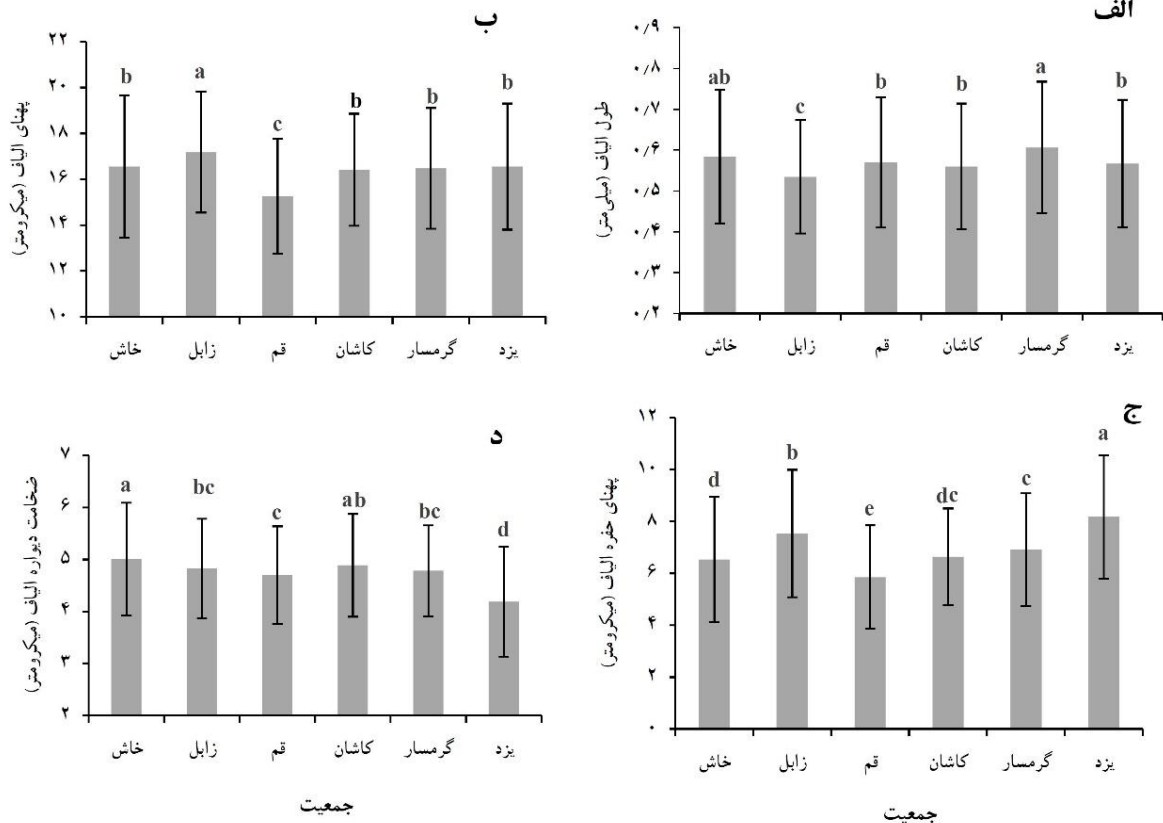 الف
طول الیاف (میلی‌متر)
۰/۹
۰/۸
۰/۷
۰/۶
۰/۵
۰/۴
۰/۳
۰/۲
ab c b b a b
خاش زابل قم کاشان گرمسار یزد
ب
پهنای الیاف (میکرومتر)
۲۲
۲۰
۱۸
۱۶
۱۴
۱۲
۱۰
b a c b b b
خاش زابل قم کاشان گرمسار یزد
ج
پهنای حفره الیاف (میکرومتر)
۱۲
۱۰
۸
۶
۴
۲
۰
d b e dc c a
خاش زابل قم کاشان گرمسار یزد
جمعیت
د
ضخامت دیواره الیاف (میکرومتر)
۷
۶
۵
۴
۳
۲
a bc c ab bc d
خاش زابل قم کاشان گرمسار یزد
جمعیت